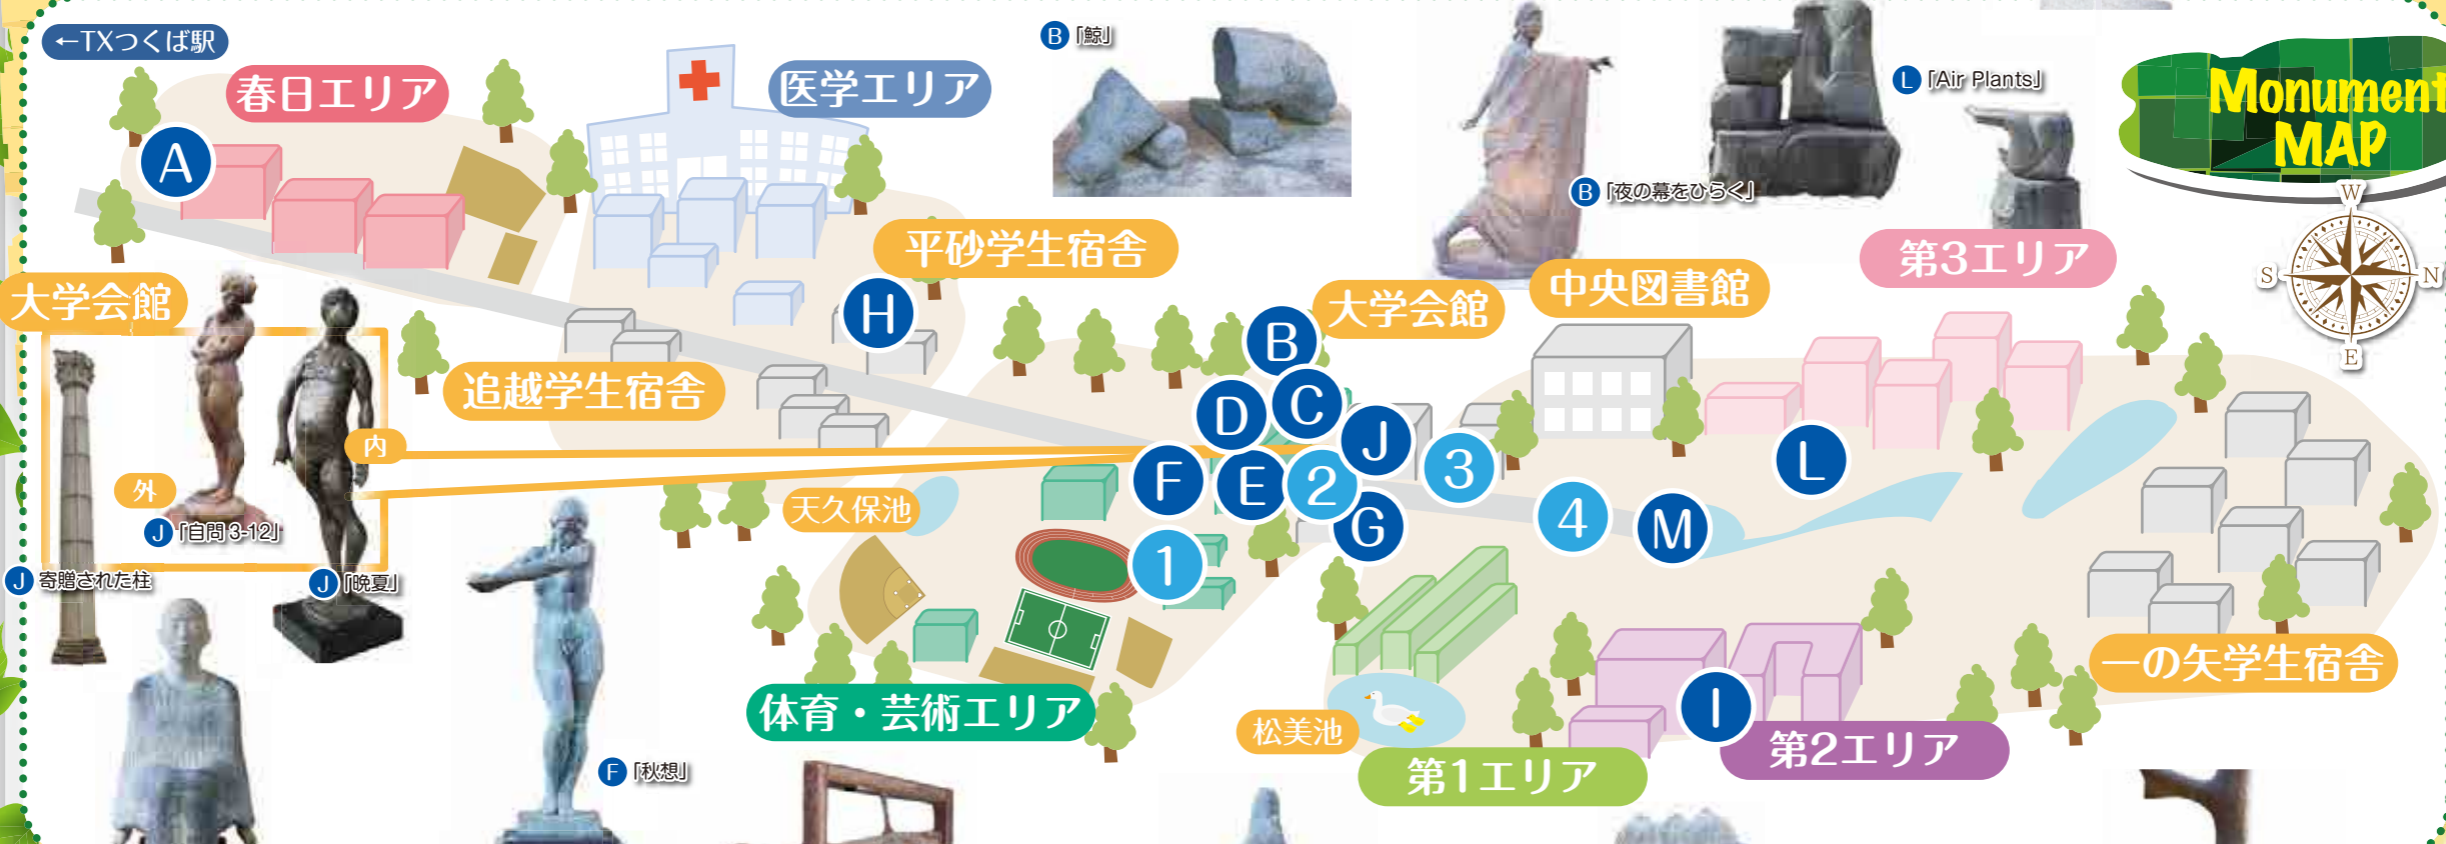 ←TXつくば駅
春日エリア
医学エリア
B「鯨」
L「Air Plants」
Monument
MAP
A
B「夜の幕をひらく」
W
S
N
E
平砂学生宿舎
第3エリア
大学会館
中央図書館
大学会館
H
B
追越学生宿舎
D
C
J
内
外
F
E
2
3
L
天久保池
G
4
M
J「自問 3-12」
J 寄贈された柱
J「晩夏」
1
一の矢学生宿舎
体育・芸術エリア
松美池
I
第2エリア
第1エリア
F「秋想」